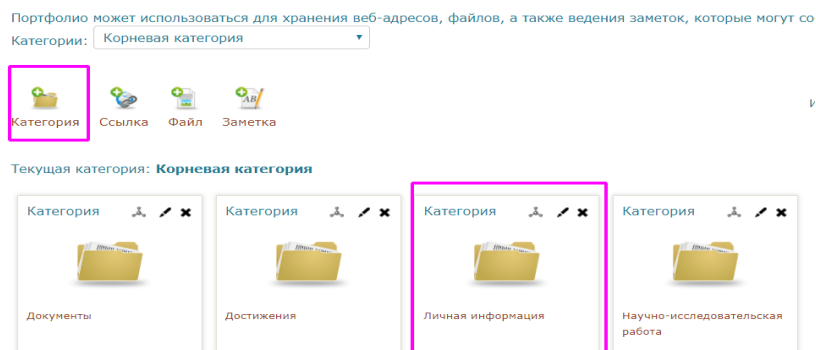 Портфолио может использоваться для хранения веб-адресов, файлов, а также ведения заметок, которые могут со
Категории: Корневая категория
Категория Ссылка Файл Заметка
Текущая категория: Корневая категория
Категория Категория Категория Категория
Документы Достижения Личная информация Научно-исследовательская
работа